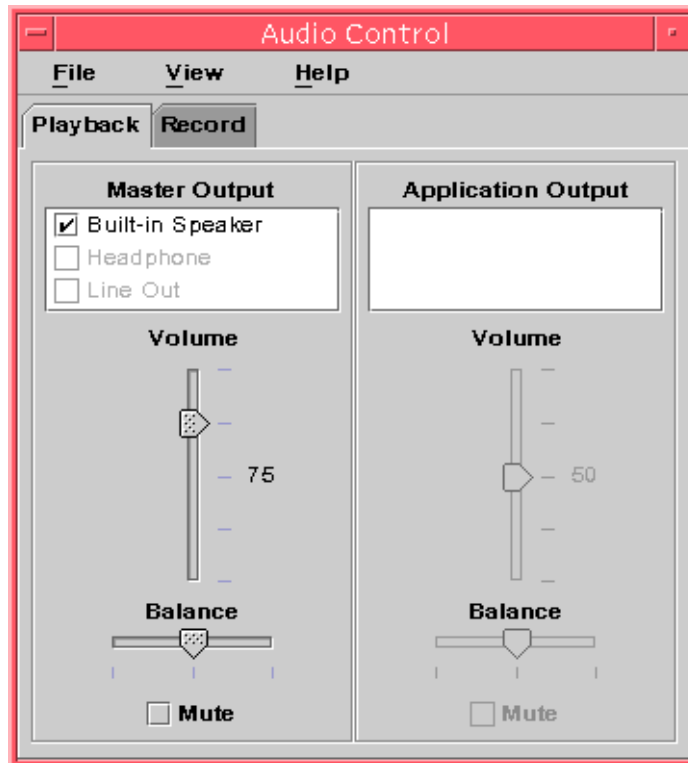 Audio Control
File View Help
Playback Record
Master Output
Built-in Speaker
Headphone
Line Out
Volume
75
Balance
Mute
Application Output
Volume
50
Balance
Mute